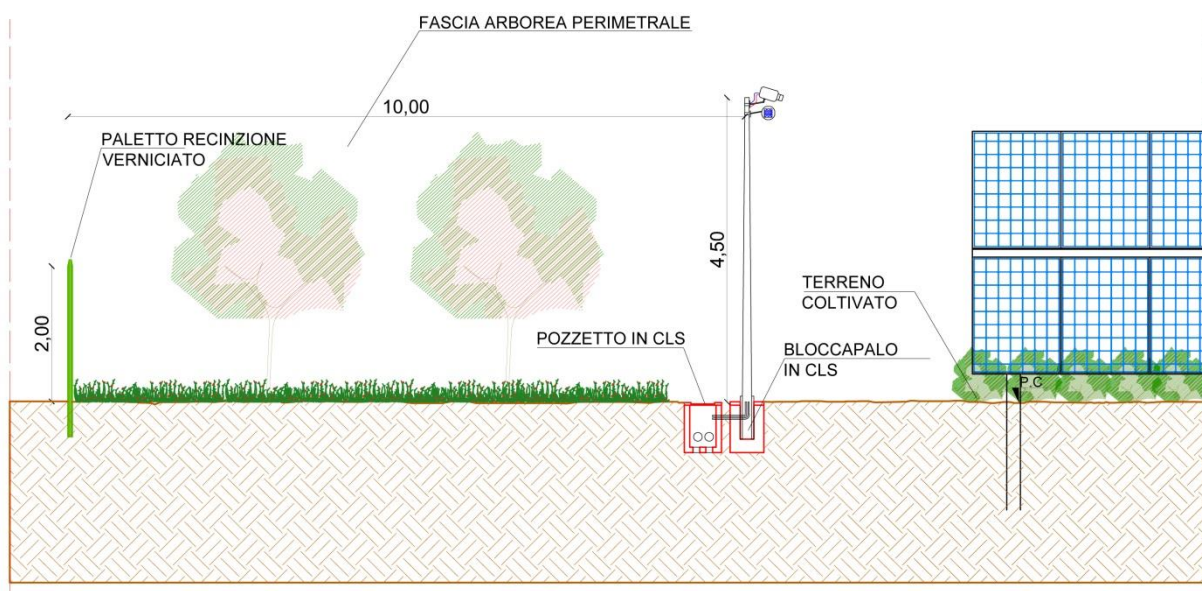 FASCIA ARBOREA PERIMETRALE
10,00
PALETTO RECINZIONE
VERNICIATO
4,50
2,00
TERRENO
COLTIVATO
POZZETTO IN CLS
BLOCCAPALO
IN CLS
P.C